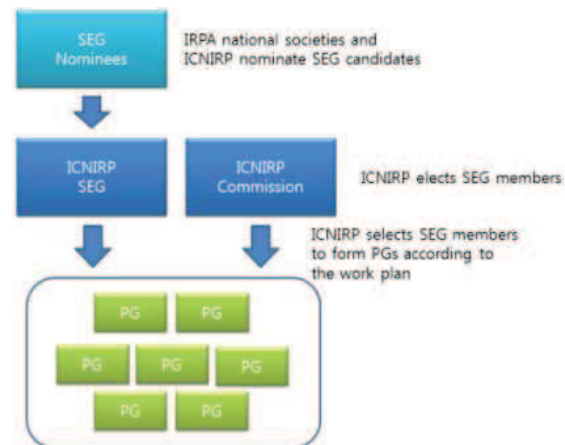 SEG
Nominees
IRPA national societies and
ICNIRP nominate SEG candidates
ICNIRP
SEG
ICNIRP
Commission
ICNIRP elects SEG members
ICNIRP selects SEG members
to form PGs according to
the work plan
PG
PG
PG
PG
PG
PG
PG